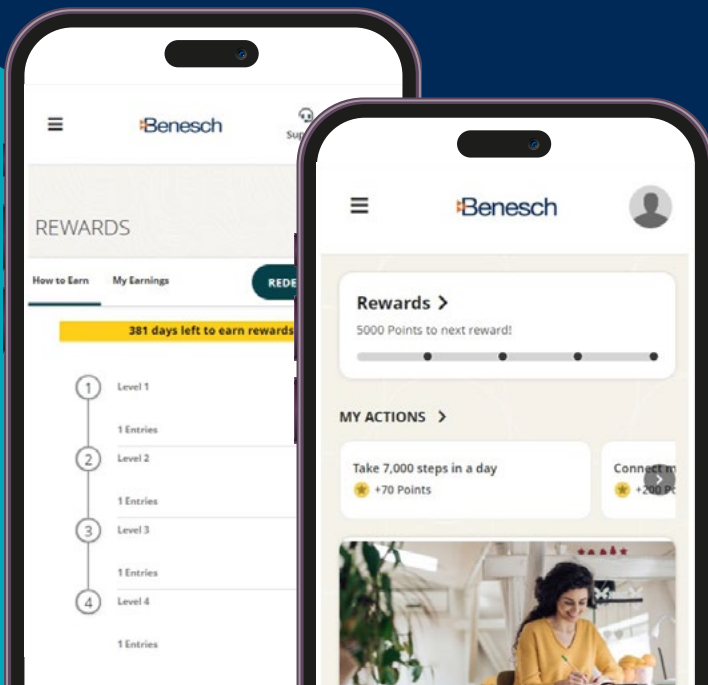 Benesch
REWARDS
How to Earn
My Earnings
381 days left to earn rewards
1
Level 1
1 Entries
2
Level 2
1 Entries
3
Level 3
1 Entries
4
Level 4
1 Entries
Benesch
Rewards >
5000 Points to next reward!
MY ACTIONS >
Take 7,000 steps in a day
+70 Points
Connect
+200